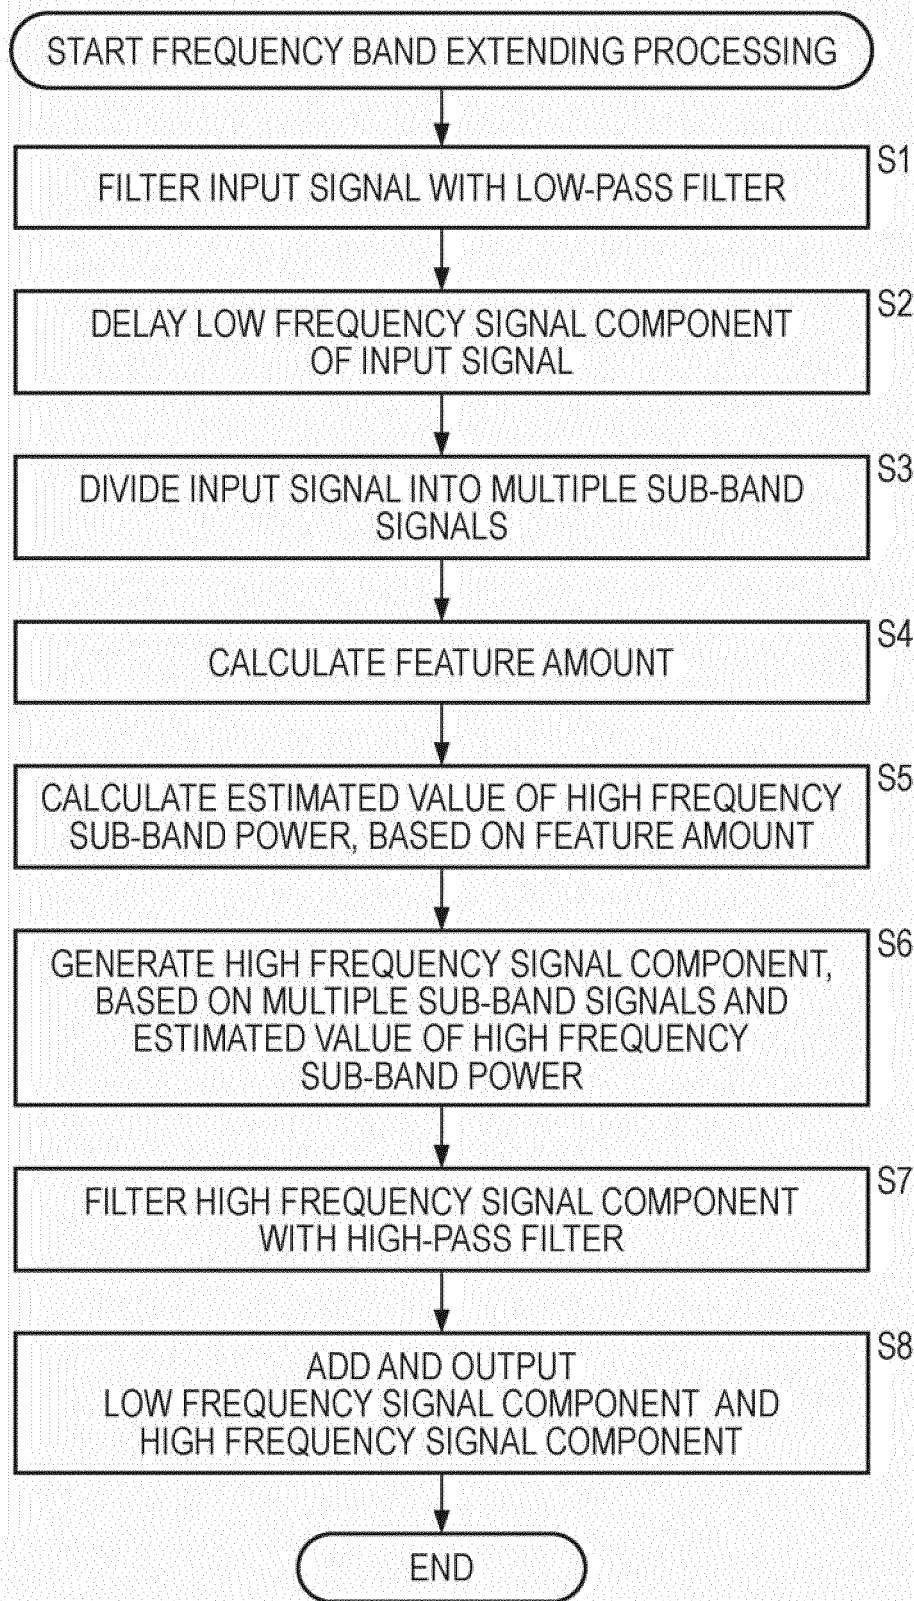 START FREQUENCY BAND EXTENDING PROCESSING
S1
FILTER INPUT SIGNAL WITH LOW-PASS FILTER
S2
DELAY LOW FREQUENCY SIGNAL COMPONENT
OF INPUT SIGNAL
S3
DIVIDE INPUT SIGNAL INTO MULTIPLE SUB-BAND
SIGNALS
S4
CALCULATE FEATURE AMOUNT
S5
CALCULATE ESTIMATED VALUE OF HIGH FREQUENCY
SUB-BAND POWER, BASED ON FEATURE AMOUNT
S6
GENERATE HIGH FREQUENCY SIGNAL COMPONENT,
BASED ON MULTIPLE SUB-BAND SIGNALS AND
ESTIMATED VALUE OF HIGH FREQUENCY
SUB-BAND POWER
S7
FILTER HIGH FREQUENCY SIGNAL COMPONENT
WITH HIGH-PASS FILTER
S8
ADD AND OUTPUT
LOW FREQUENCY SIGNAL COMPONENT AND
HIGH FREQUENCY SIGNAL COMPONENT
END